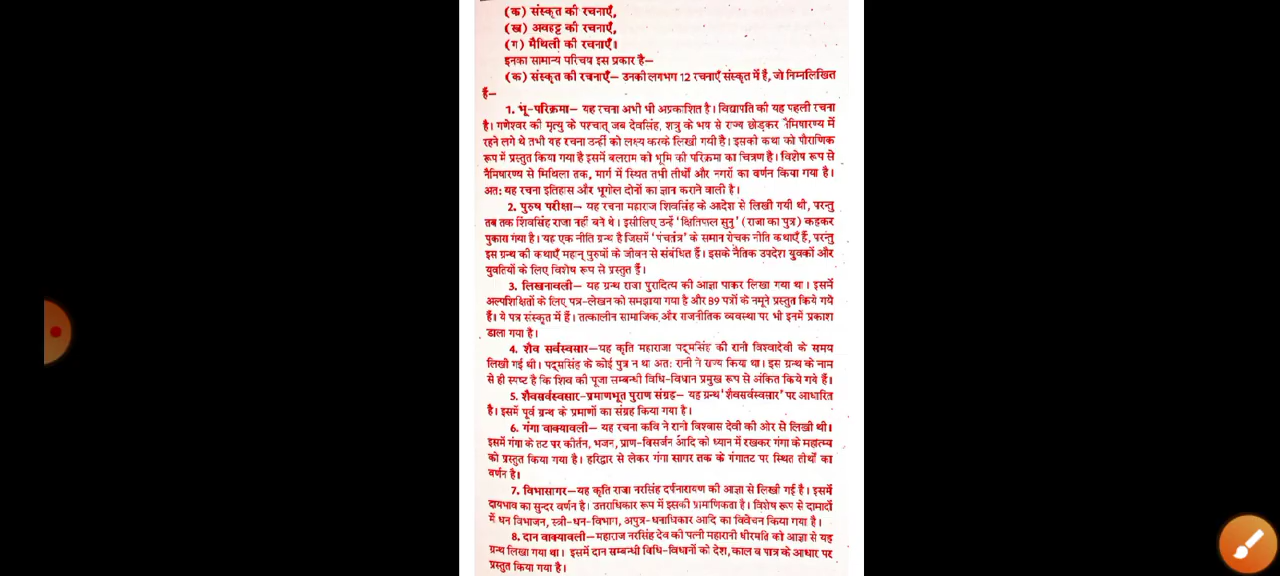 (क) संस्कृत की रचनाएँ,
(ख) अवहट्ट की रचनाएँ,
(ग) मैथिली की रचनाएँ।
इनका सामान्य परिचय इस प्रकार है—
(क) संस्कृत की रचनाएँ— उनकी लगभग 12 रचनाएँ संस्कृत में हैं, जो निम्नलिखित
हैं—
1. भू-परिक्रमा— यह रचना अभी भी अप्रकाशित है। विद्यापति की यह पहली रचना
है। गणेश्वर की मृत्यु के पश्चात् जब देवसिंह, शत्रु के भय से राज्य छोड़कर नैमिषारण्य में
रहने लगे थे तभी यह रचना उन्हीं को लक्ष्य करके लिखी गयी है। इसकी कथा को पौराणिक
रूप में प्रस्तुत किया गया है इसमें बलराम की भूमि की परिक्रमा का चित्रण है। विशेष रूप से
नैमिषारण्य से मिथिला तक, मार्ग में स्थित सभी तीर्थों और नगरों का वर्णन किया गया है।
अतः यह रचना इतिहास और भूगोल दोनों का ज्ञान कराने वाली है।
2. पुरुष परीक्षा— यह रचना महाराज शिवसिंह के आदेश से लिखी गयी थी, परन्तु
तब तक शिवसिंह राजा नहीं बने थे। इसीलिए उन्हें 'क्षितिपाल सुनु' (राजा का पुत्र) कहकर
पुकारा गया है। यह एक नीति ग्रन्थ है जिसमें 'पंचतंत्र' के समान रोचक नीति कथाएँ हैं, परन्तु
इस ग्रन्थ की कथाएँ महान् पुरुषों के जीवन से संबंधित हैं। इसके नैतिक उपदेश युवकों और
युवतियों के लिए विशेष रूप से प्रस्तुत हैं।
3. लिखनावली— यह ग्रन्थ राजा पुरादित्य की आज्ञा पाकर लिखा गया था। इसमें
अल्पशिक्षितों के लिए पत्र-लेखन को समझाया गया है और 89 पत्रों के नमूने प्रस्तुत किये गये
हैं। ये पत्र संस्कृत में हैं। तत्कालीन सामाजिक और राजनीतिक व्यवस्था पर भी इनमें प्रकाश
डाला गया है।
4. शैव सर्वस्वसार—यह कृति महाराजा पद्मसिंह की रानी विश्वादेवी के समय
लिखी गई थी। पद्मसिंह के कोई पुत्र न था अतः रानी ने राज्य किया था। इस ग्रन्थ के नाम
से ही स्पष्ट है कि शिव की पूजा सम्बन्धी विधि-विधान प्रमुख रूप से अंकित किये गये हैं।
5. शैवसर्वस्वसार-प्रमाणभूत पुराण संग्रह— यह ग्रन्थ 'शैवसर्वस्वसार' पर आधारित
है। इसमें पूर्व ग्रन्थ के प्रमाणों का संग्रह किया गया है।
6. गंगा वाक्यावली— यह रचना कवि ने रानी विश्वास देवी की ओर से लिखी थी।
इसमें गंगा के तट पर कीर्तन, भजन, प्राण-विसर्जन आदि को ध्यान में रखकर गंगा के महात्म्य
को प्रस्तुत किया गया है। हरिद्वार से लेकर गंगा सागर तक के गंगातट पर स्थित तीर्थों का
वर्णन है।
7. विभासागर—यह कृति राजा नरसिंह दर्पनारायण की आज्ञा से लिखी गई है। इसमें
दायभाव का सुन्दर वर्णन है। उत्तराधिकार रूप में इसकी प्रामाणिकता है। विशेष रूप से दामादों
में धन विभाजन, स्त्री-धन-विभाग, अपुत्र-धनाधिकार आदि का विवेचन किया गया है।
8. दान वाक्यावली— महाराज नरसिंह देव की पत्नी महारानी धीरमति की आज्ञा से यह
ग्रन्थ लिखा गया था। इसमें दान सम्बन्धी विधि-विधानों को देश, काल व पात्र के आधार पर
प्रस्तुत किया गया है।